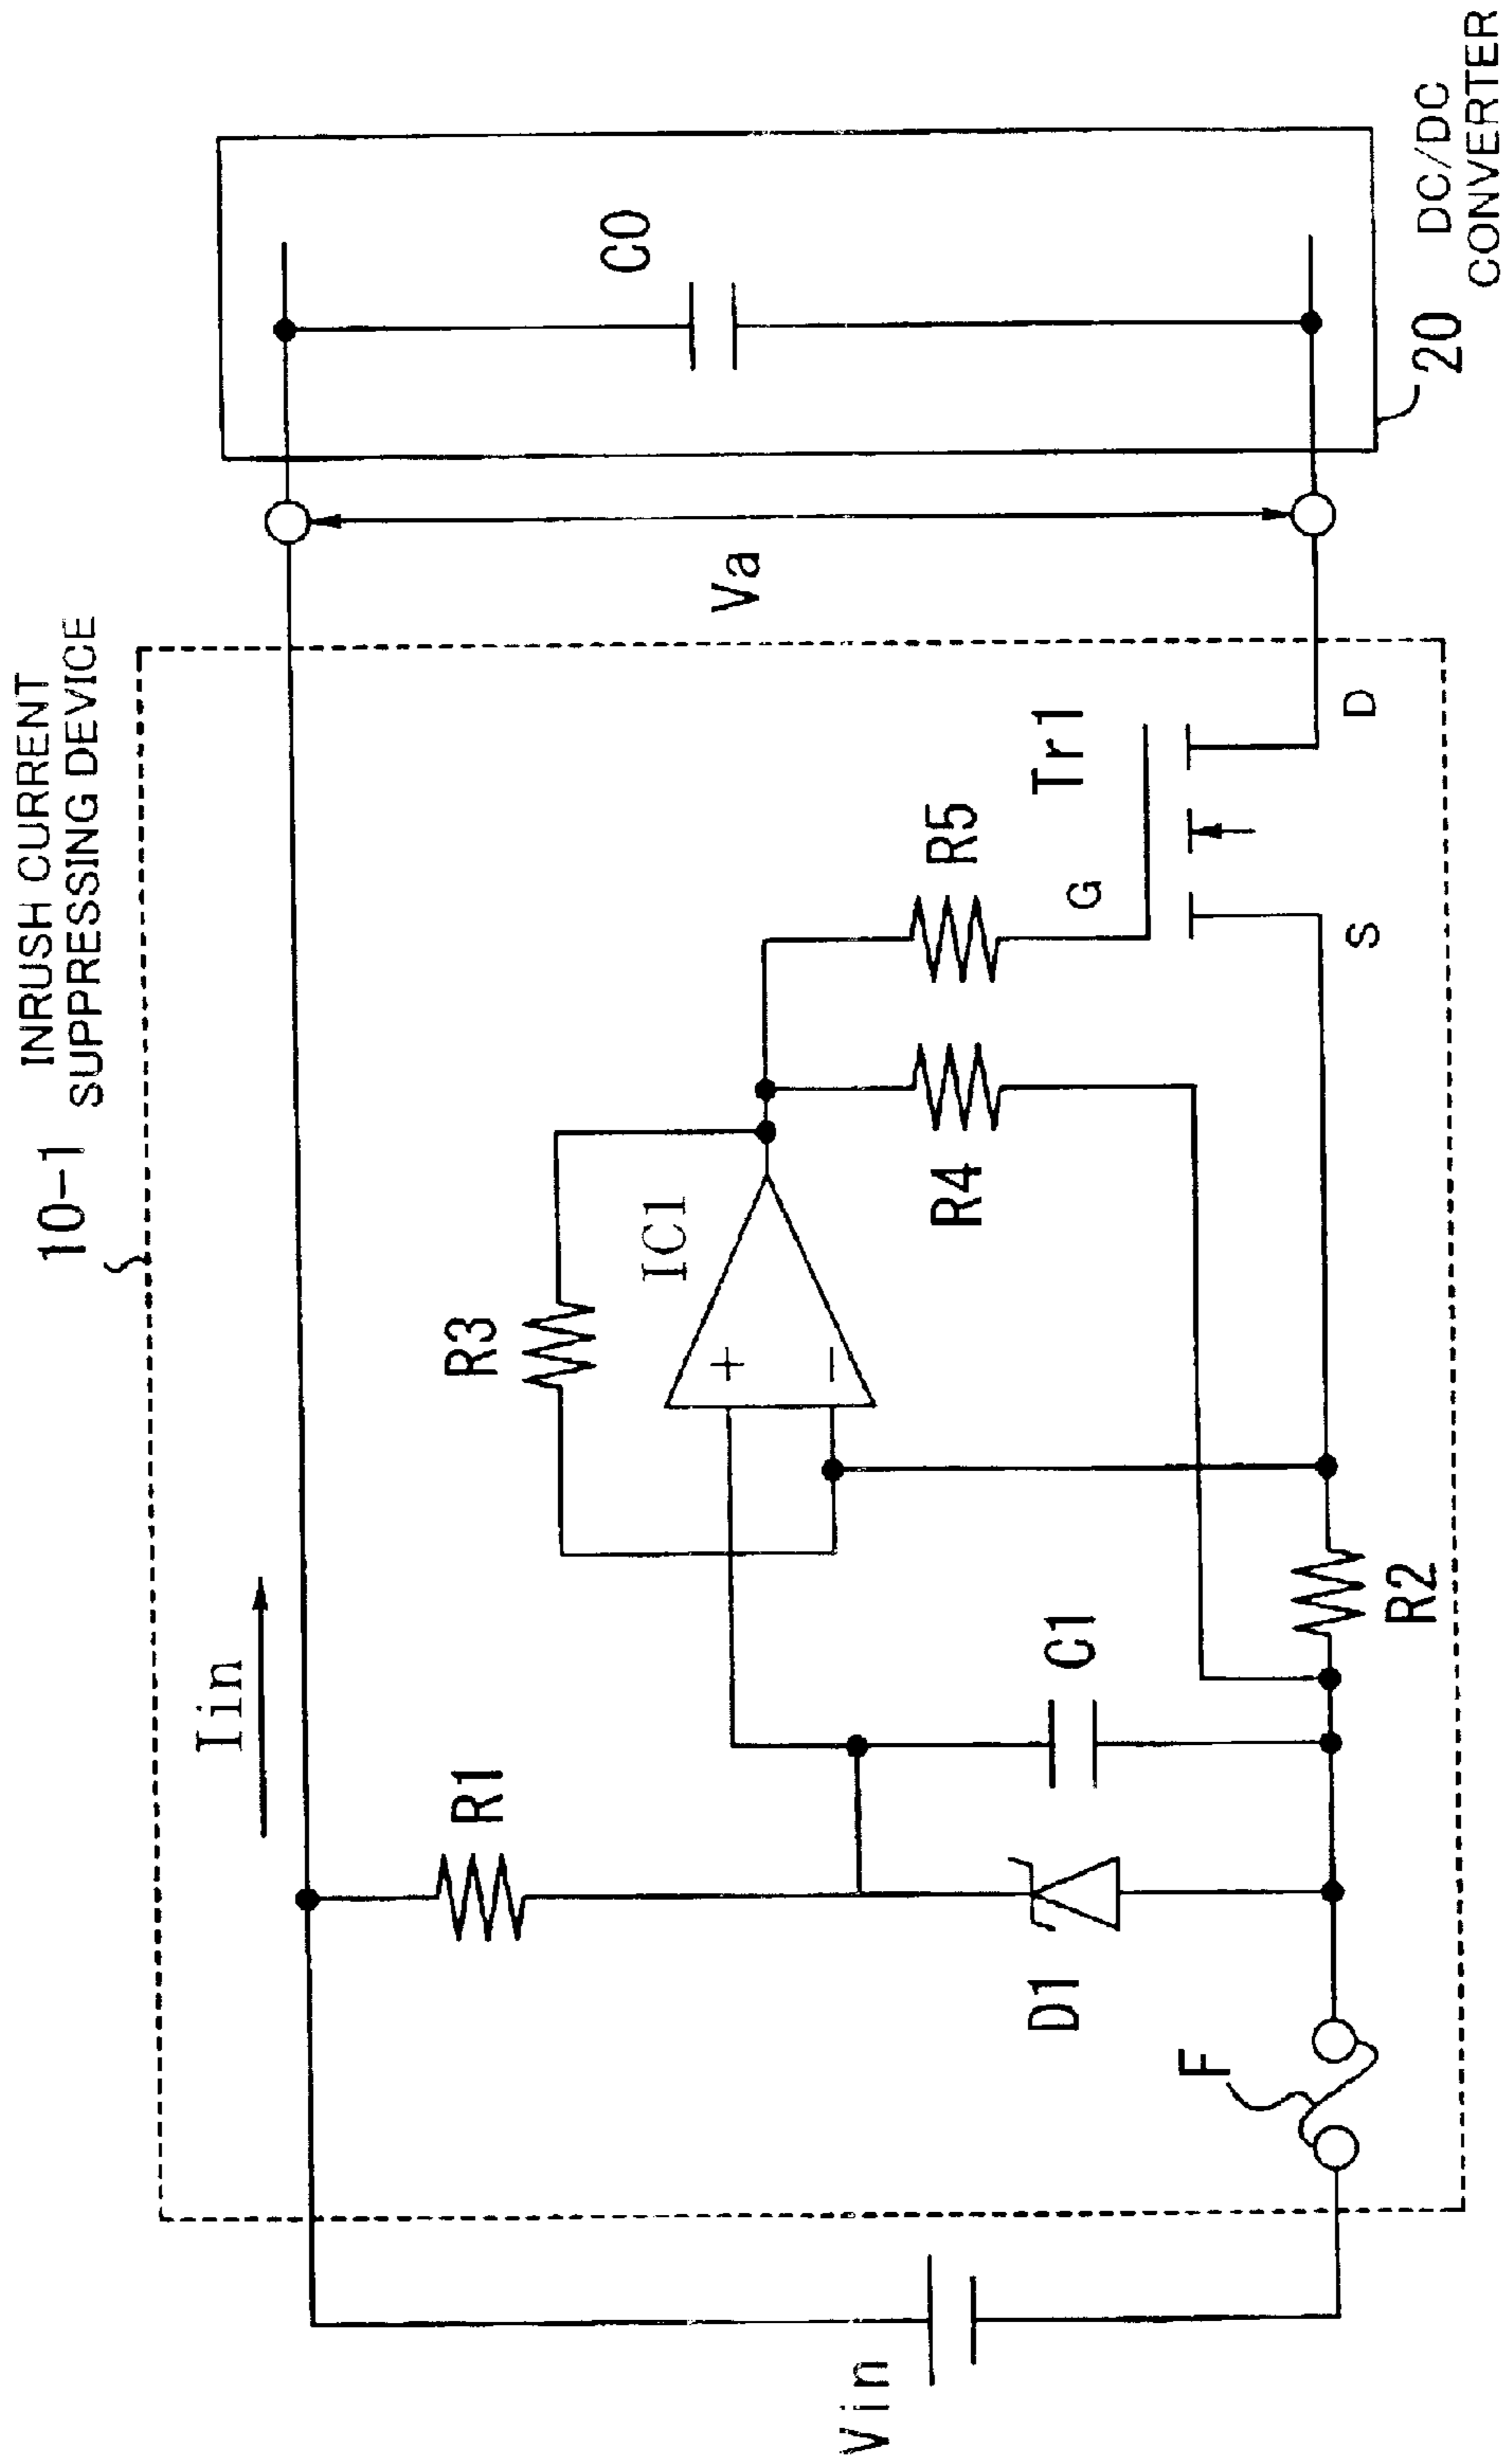 10-1
INRUSH CURRENT
SUPPRESSING DEVICE
Iin
R1
R3
IC1
+
−
R4
R5
G
Tr1
D
S
Va
C0
C1
D1
R2
F
Vin
20
DC/DC
CONVERTER